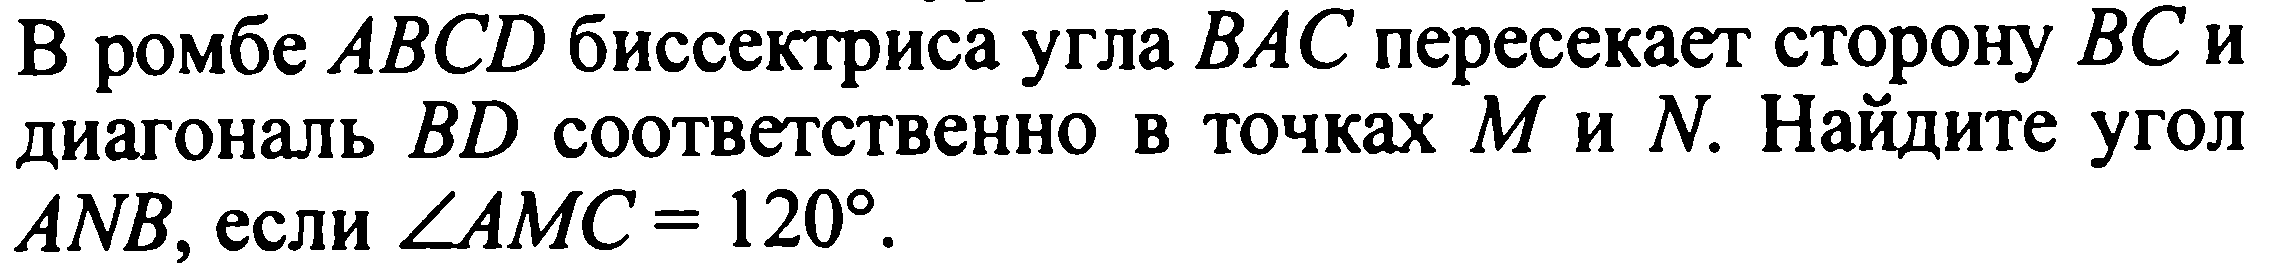 В ромбе ABCD биссектриса угла BAC пересекает сторону BC и
диагональ BD соответственно в точках M и N. Найдите угол
ANB, если ∠AMC = 120°.